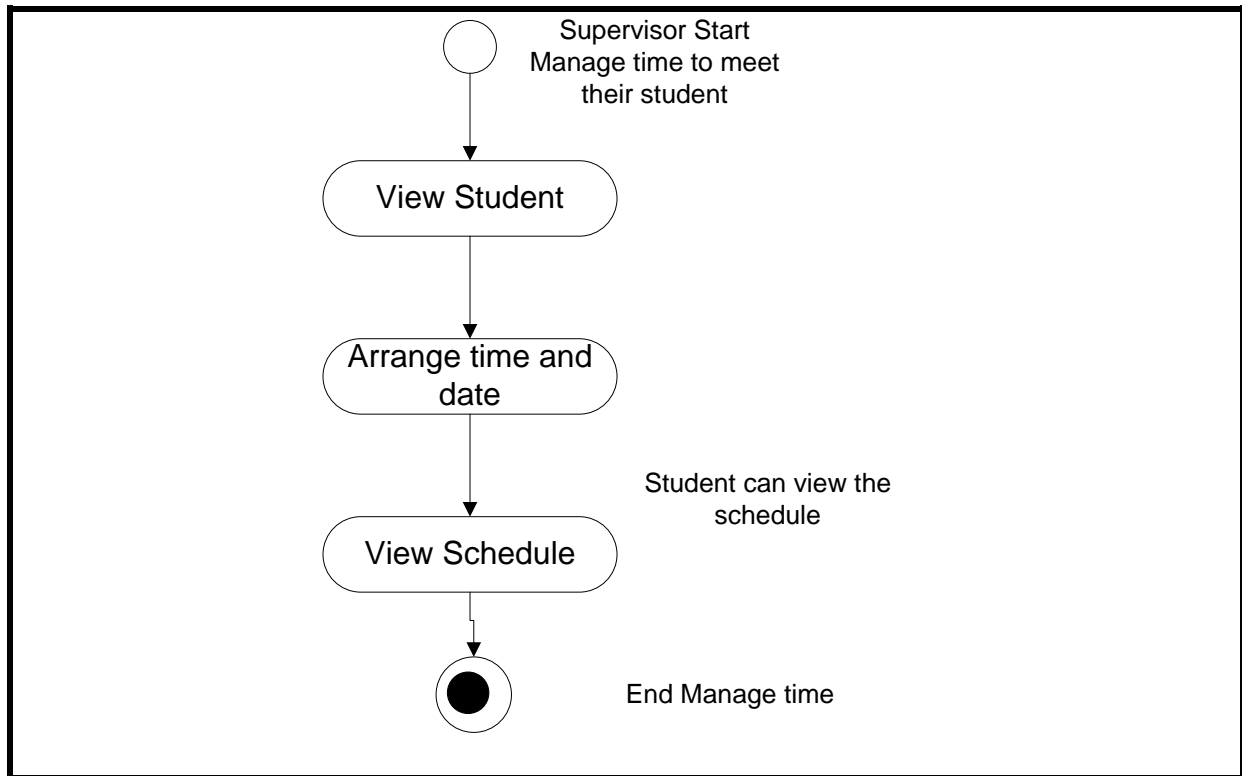 Supervisor Start
Manage time to meet
their student
View Student
Arrange time and
date
Student can view the
schedule
View Schedule
End Manage time